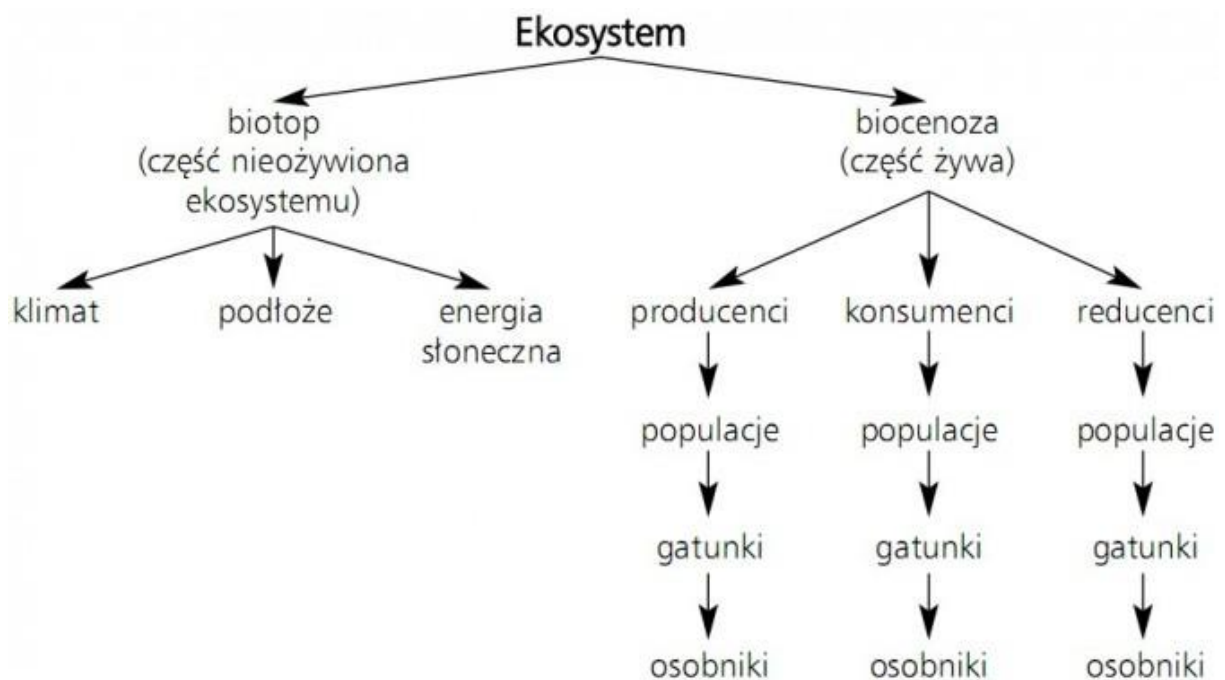 Ekosystem
biotop
(część nieożywiona
ekosystemu)
biocenoza
(część żywa)
klimat
podłoże
energia
słoneczna
producenci
konsumenci
reducenci
populacje
populacje
populacje
gatunki
gatunki
gatunki
osobniki
osobniki
osobniki